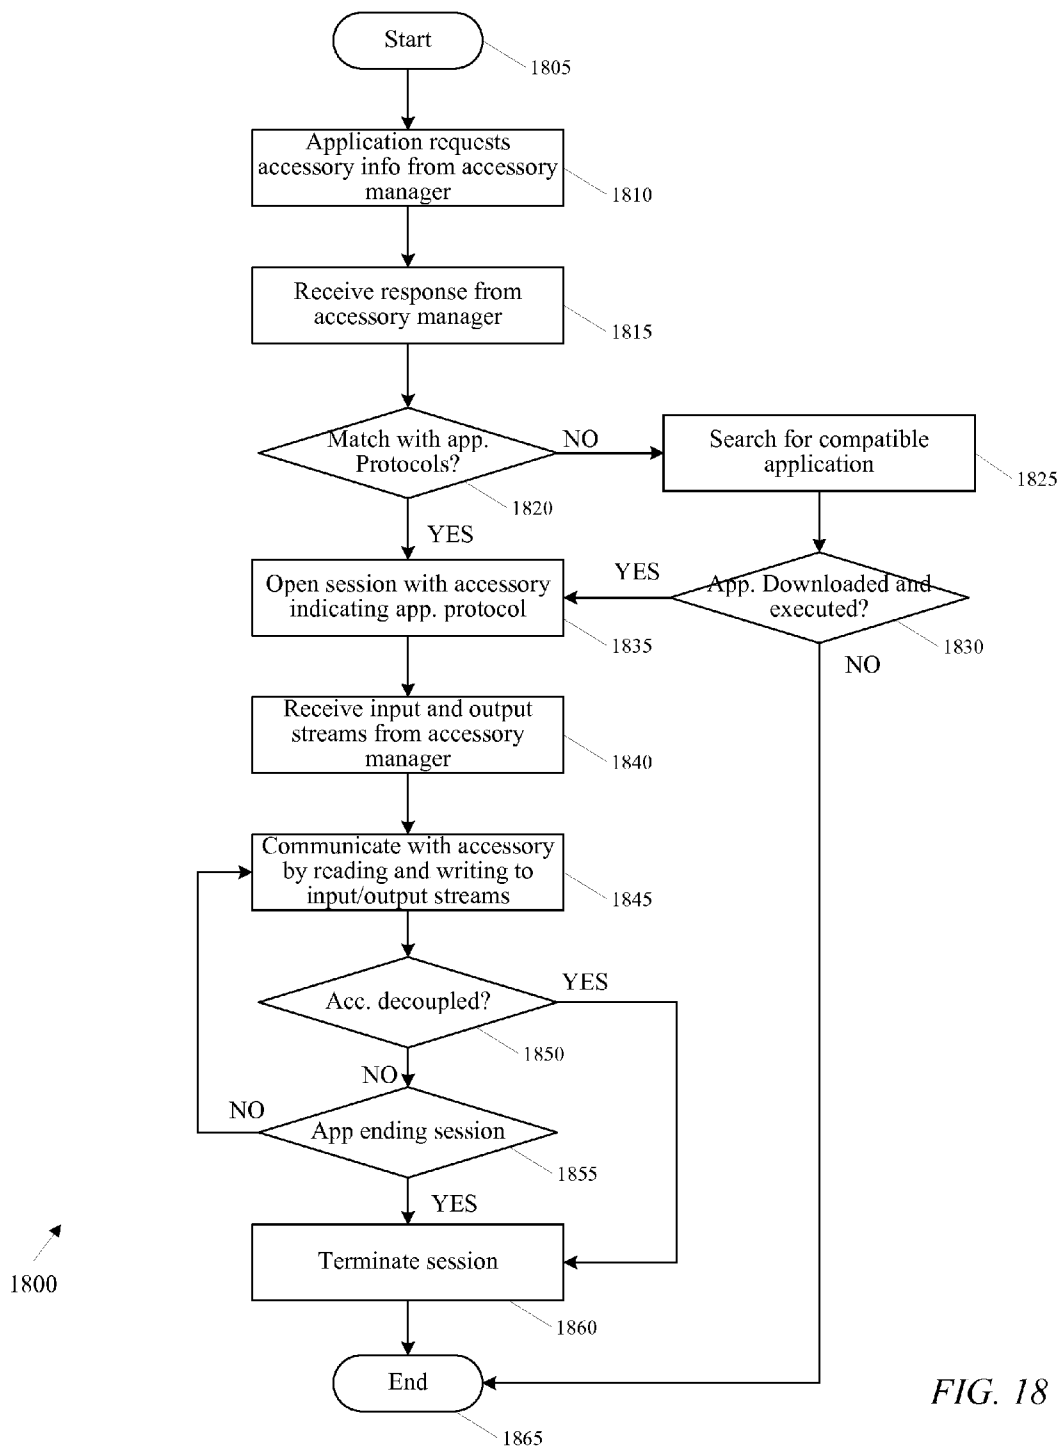 Start
1805
Application requests
accessory info from accessory
manager
1810
Receive response from
accessory manager
1815
Match with app.
Protocols?
NO
1820
Search for compatible
application
1825
YES
Open session with accessory
indicating app. protocol
1835
YES
App. Downloaded and
executed?
1830
NO
Receive input and output
streams from accessory
manager
1840
Communicate with accessory
by reading and writing to
input/output streams
1845
Acc. decoupled?
YES
1850
NO
NO
App ending session
1855
YES
Terminate session
1860
1800
End
1865
FIG. 18